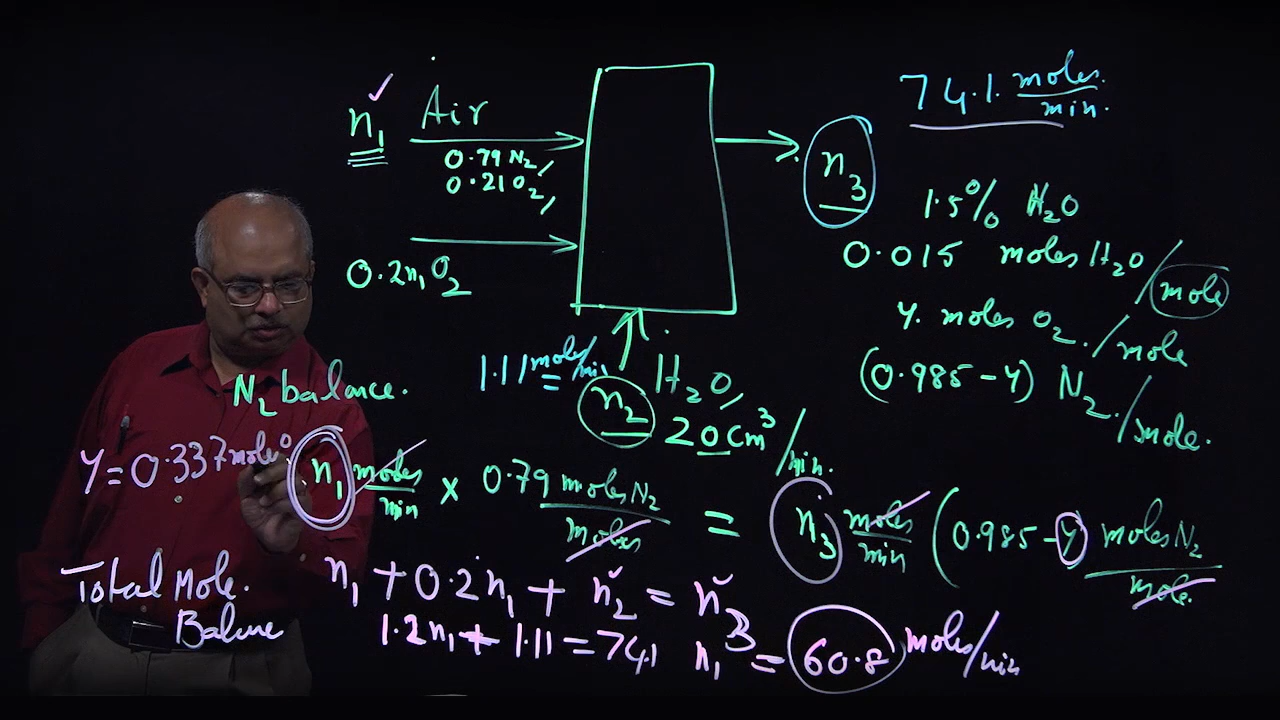 n₁ Air
0.79 N₂,
0.21 O₂,
0.2n₁ O₂
1.11 moles/min
n₂ H₂O,
20 cm³/min.
n₃
74.1. moles./min.
1.5% H₂O
0.015 moles H₂O/mole
y. moles O₂./mole
(0.985 - y) N₂./mole.
N₂ balance.
n₁ moles/min × 0.79 moles N₂/moles = n₃ moles/min (0.985 - y) moles N₂/mole.
y = 0.337 mole
Total Mole. Balance
n₁ + 0.2n₁ + n₂ = n₃
1.2n₁ + 1.11 = 74.1 n₁ = 60.8 moles/min